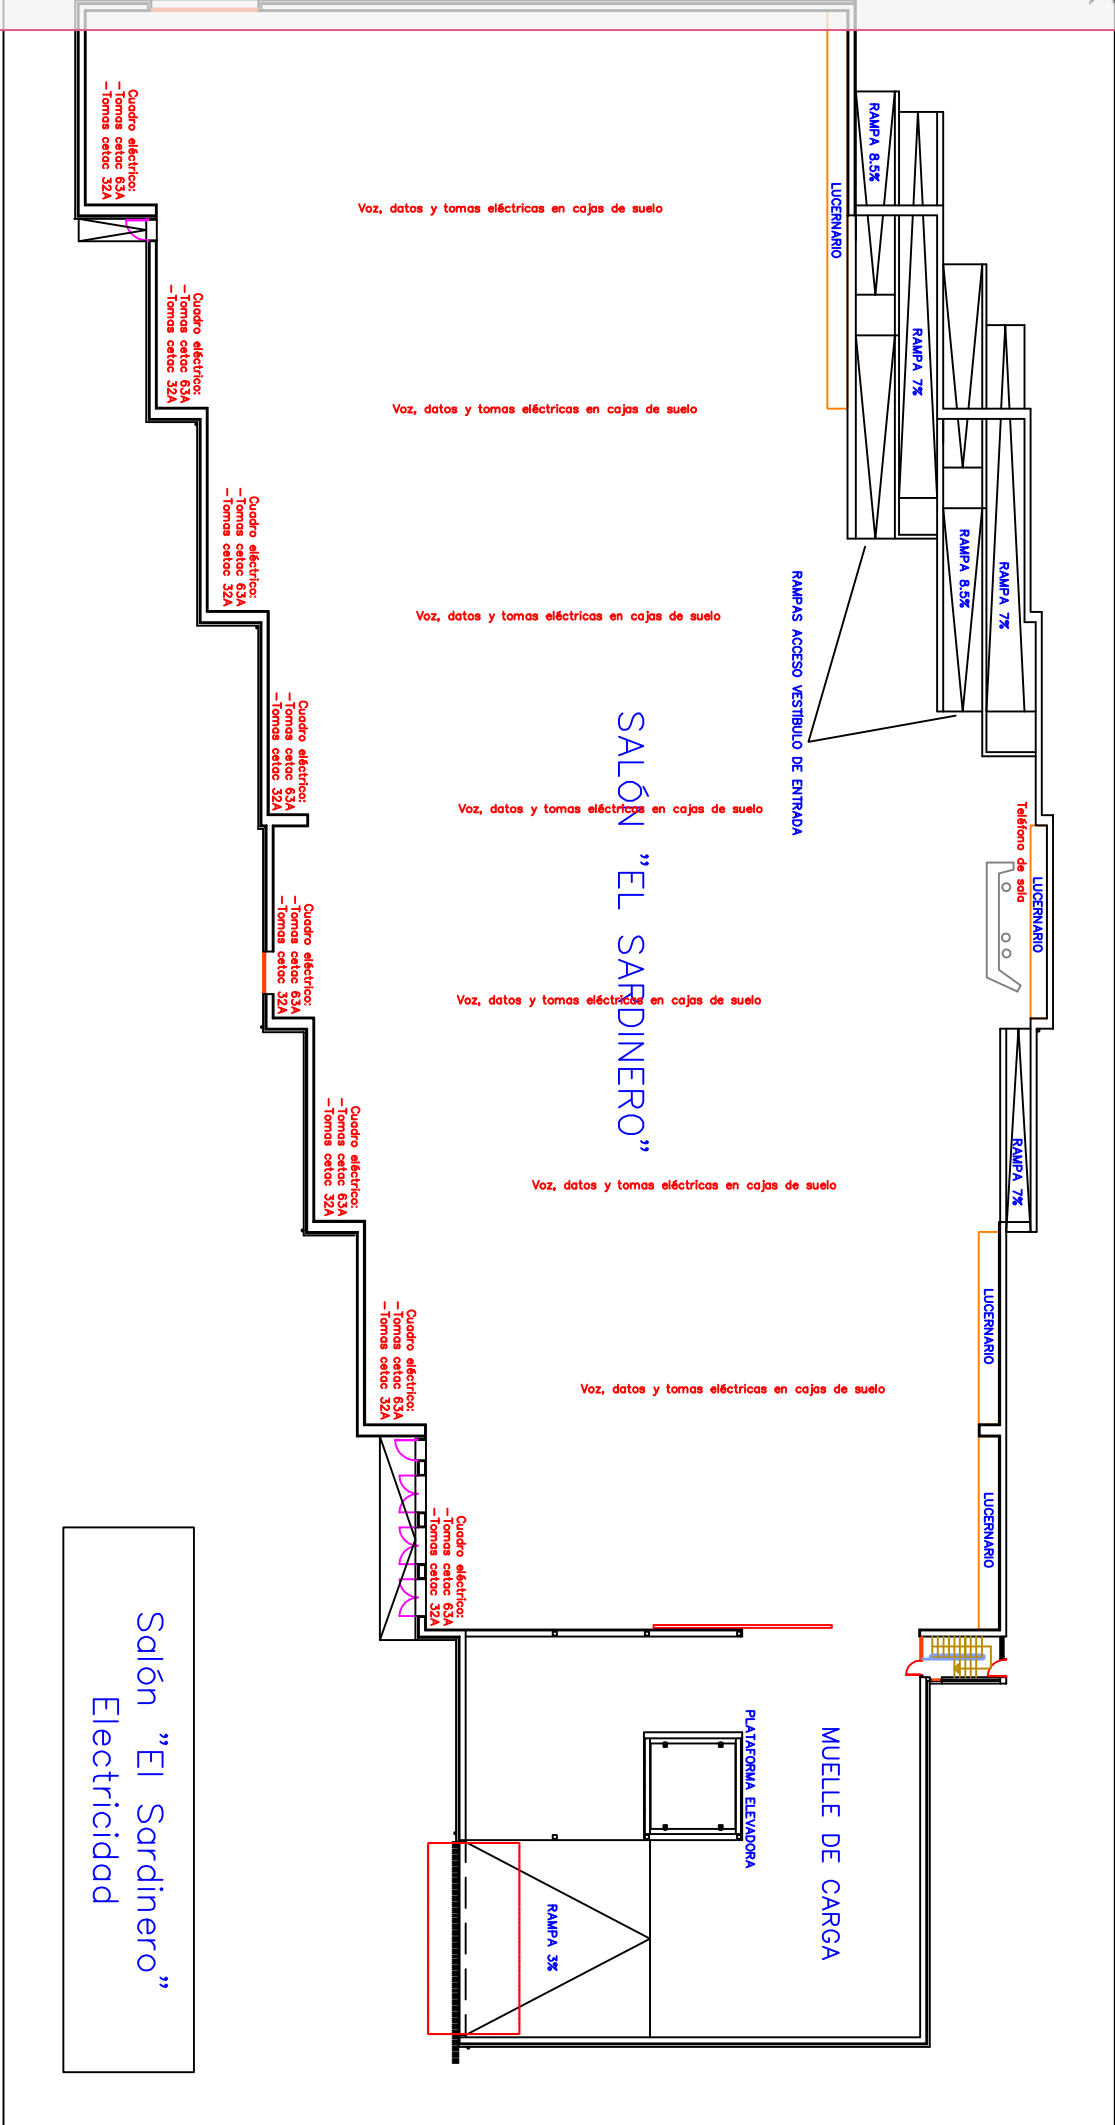 Cuadro eléctrico:
-Tomas cetac 63A
-Tomas cetac 32A
Voz, datos y tomas eléctricas en cajas de suelo
LUCERNARIO
RAMPA 8.5%
RAMPA 7%
Cuadro eléctrico:
-Tomas cetac 63A
-Tomas cetac 32A
Voz, datos y tomas eléctricas en cajas de suelo
Cuadro eléctrico:
-Tomas cetac 63A
-Tomas cetac 32A
Voz, datos y tomas eléctricas en cajas de suelo
RAMPAS ACCESO VESTÍBULO DE ENTRADA
RAMPA 8.5%
RAMPA 7%
Cuadro eléctrico:
-Tomas cetac 63A
-Tomas cetac 32A
Voz, datos y tomas eléctricas en cajas de suelo
SALÓN "EL SARDINERO"
Teléfono de sala
LUCERNARIO
Cuadro eléctrico:
-Tomas cetac 63A
-Tomas cetac 32A
Voz, datos y tomas eléctricas en cajas de suelo
Cuadro eléctrico:
-Tomas cetac 63A
-Tomas cetac 32A
Voz, datos y tomas eléctricas en cajas de suelo
RAMPA 7%
LUCERNARIO
Cuadro eléctrico:
-Tomas cetac 63A
-Tomas cetac 32A
Voz, datos y tomas eléctricas en cajas de suelo
LUCERNARIO
Cuadro eléctrico:
-Tomas cetac 63A
-Tomas cetac 32A
PLATAFORMA ELEVADORA
MUELLE DE CARGA
RAMPA 3%
Salón "El Sardinero"
Electricidad